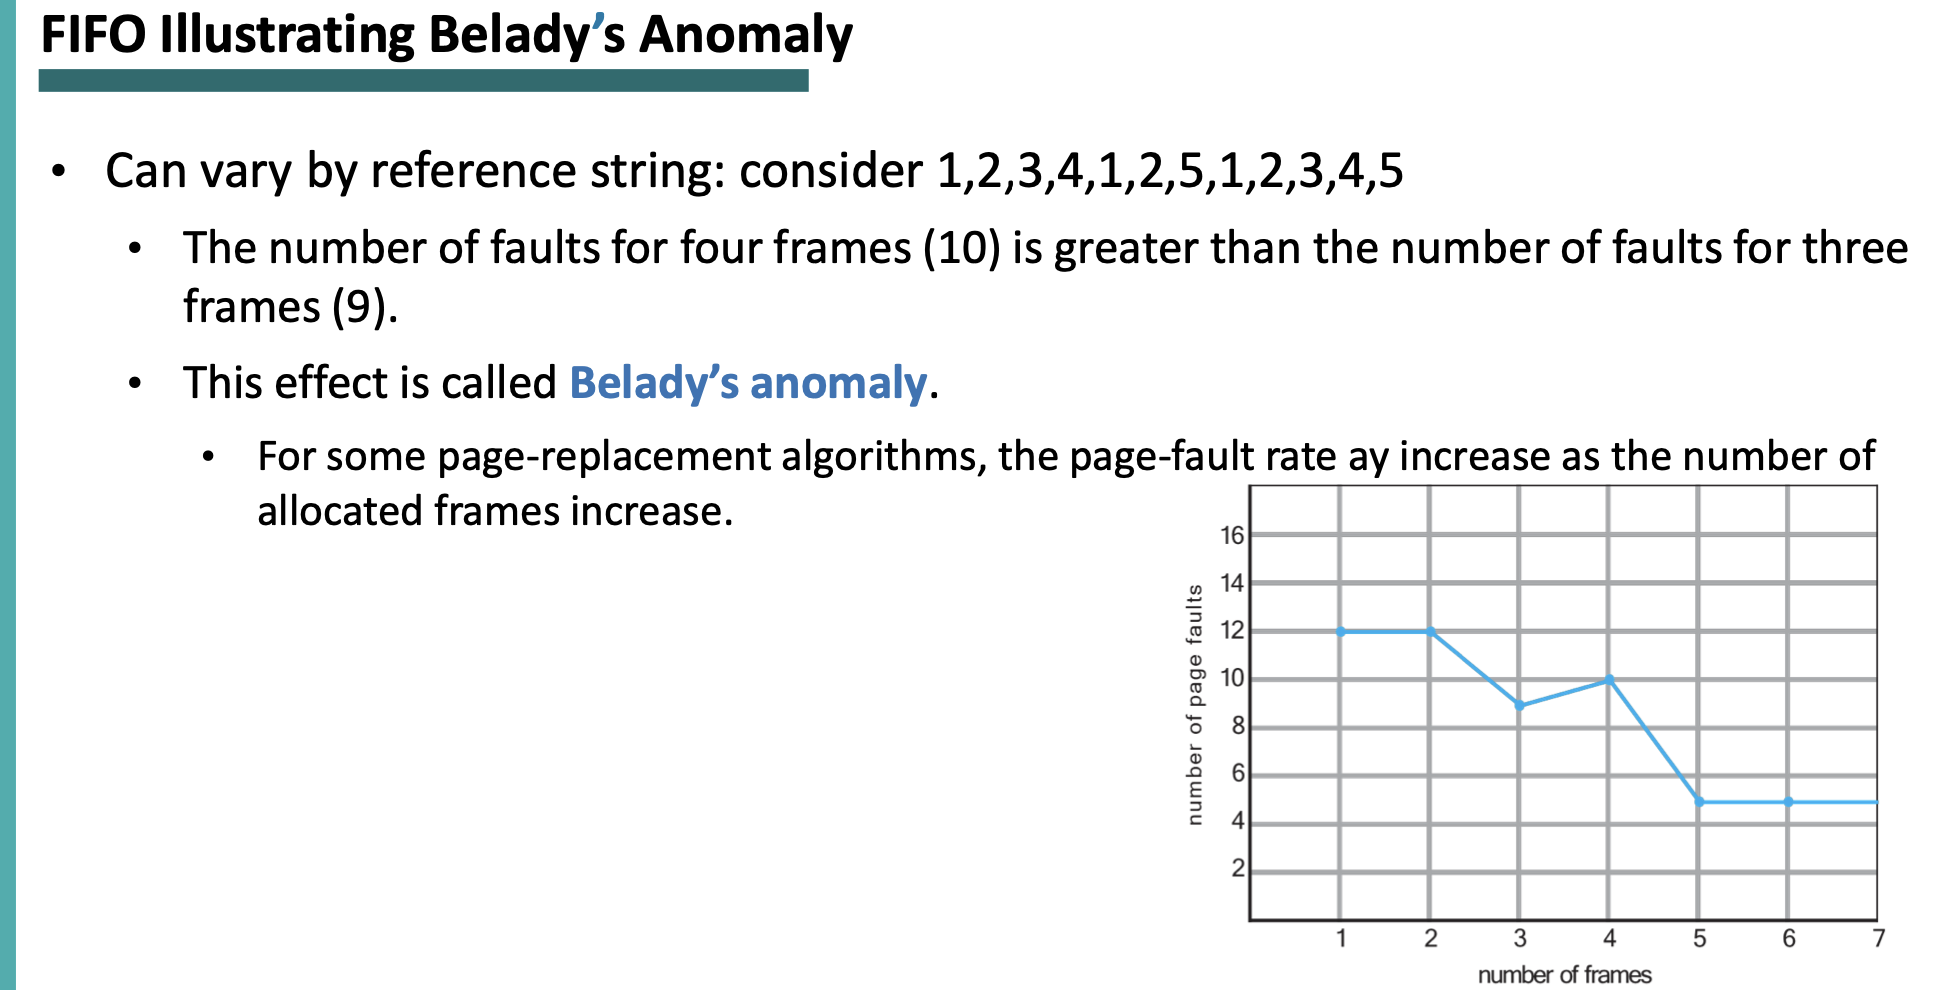 FIFO Illustrating Belady’s Anomaly
• Can vary by reference string: consider 1,2,3,4,1,2,5,1,2,3,4,5
• The number of faults for four frames (10) is greater than the number of faults for three
frames (9).
• This effect is called Belady’s anomaly.
• For some page-replacement algorithms, the page-fault rate ay increase as the number of
allocated frames increase.
number of page faults
16
14
12
10
8
6
4
2
1 2 3 4 5 6 7
number of frames